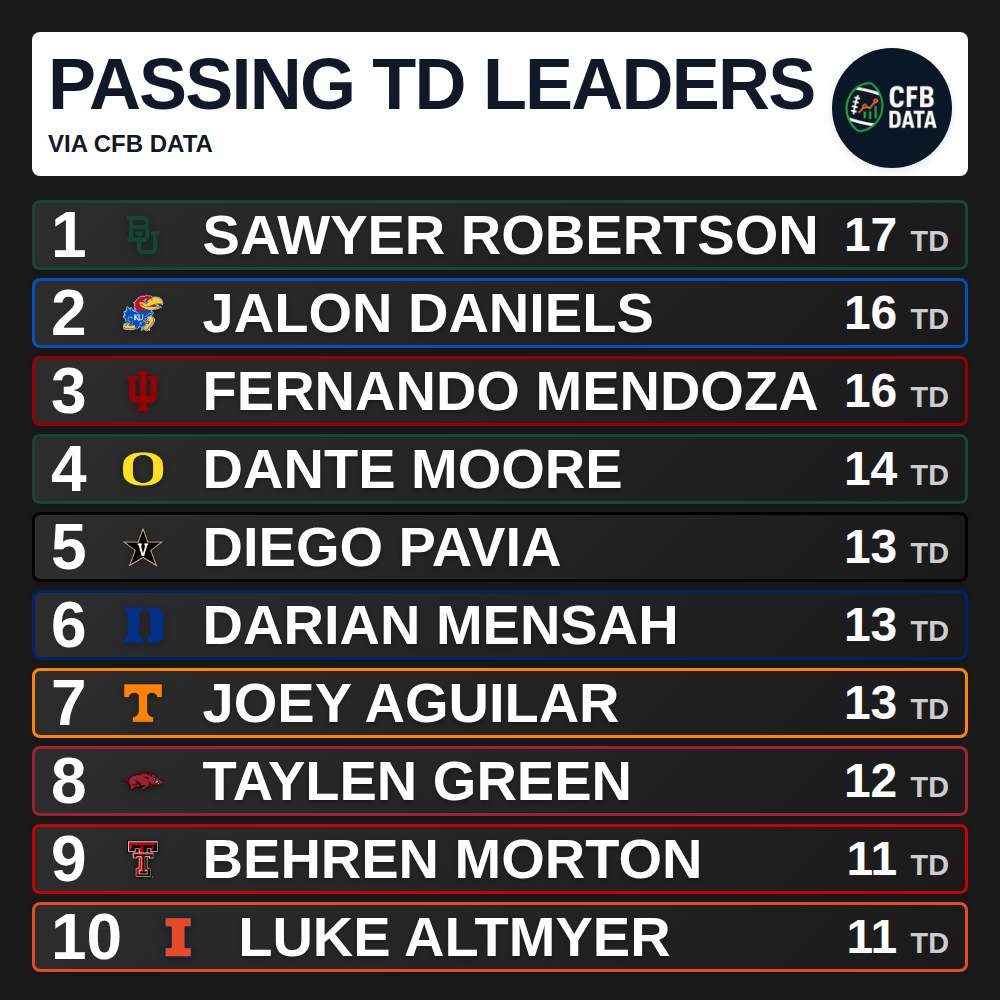 PASSING TD LEADERS
VIA CFB DATA
CFB
DATA
1 BU SAWYER ROBERTSON 17 TD
2 KU JALON DANIELS 16 TD
3 FERNANDO MENDOZA 16 TD
4 O DANTE MOORE 14 TD
5 V DIEGO PAVIA 13 TD
6 D DARIAN MENSAH 13 TD
7 T JOEY AGUILAR 13 TD
8 TAYLEN GREEN 12 TD
9 T BEHREN MORTON 11 TD
10 I LUKE ALTMYER 11 TD